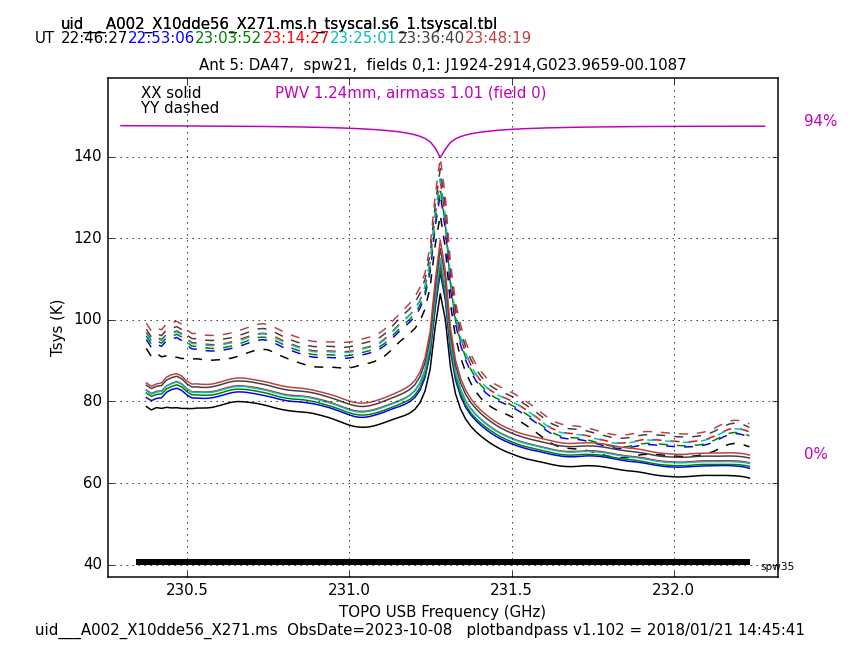 uid___A002_X10dde56_X271.ms.h_tsyscal.s6_1.tsyscal.tbl
UT 22:46:27 22:53:06 23:03:52 23:14:27 23:25:01 23:36:40 23:48:19
Ant 5: DA47, spw21, fields 0,1: J1924-2914,G023.9659-00.1087
XX solid
PWV 1.24mm, airmass 1.01 (field 0)
YY dashed
94%
140
120
100
80
60
40
Tsys (K)
0%
spw35
230.5 231.0 231.5 232.0
TOPO USB Frequency (GHz)
uid___A002_X10dde56_X271.ms ObsDate=2023-10-08 plotbandpass v1.102 = 2018/01/21 14:45:41